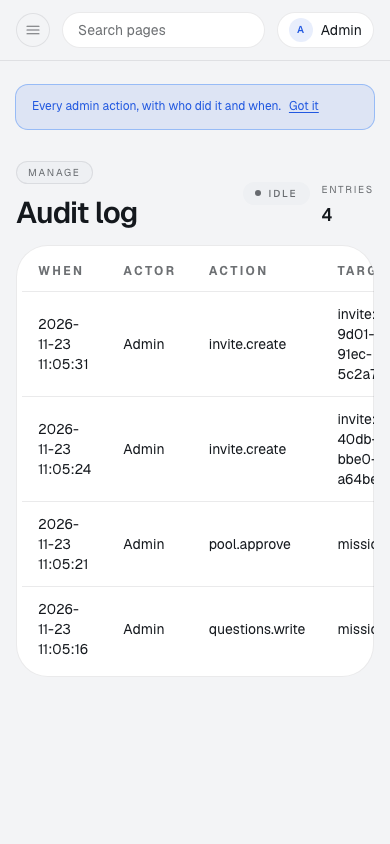 Search pages
A Admin
Every admin action, with who did it and when. Got it
MANAGE
Audit log
IDLE
ENTRIES
4
WHEN ACTOR ACTION
2026-
11-23
11:05:31
Admin
invite.create
invite:
9d01-
91ec-
2026-
11-23
11:05:24
Admin
invite.create
invite:
40db-
bbe0-
2026-
11-23
11:05:21
Admin
pool.approve
2026-
11-23
11:05:16
Admin
questions.write